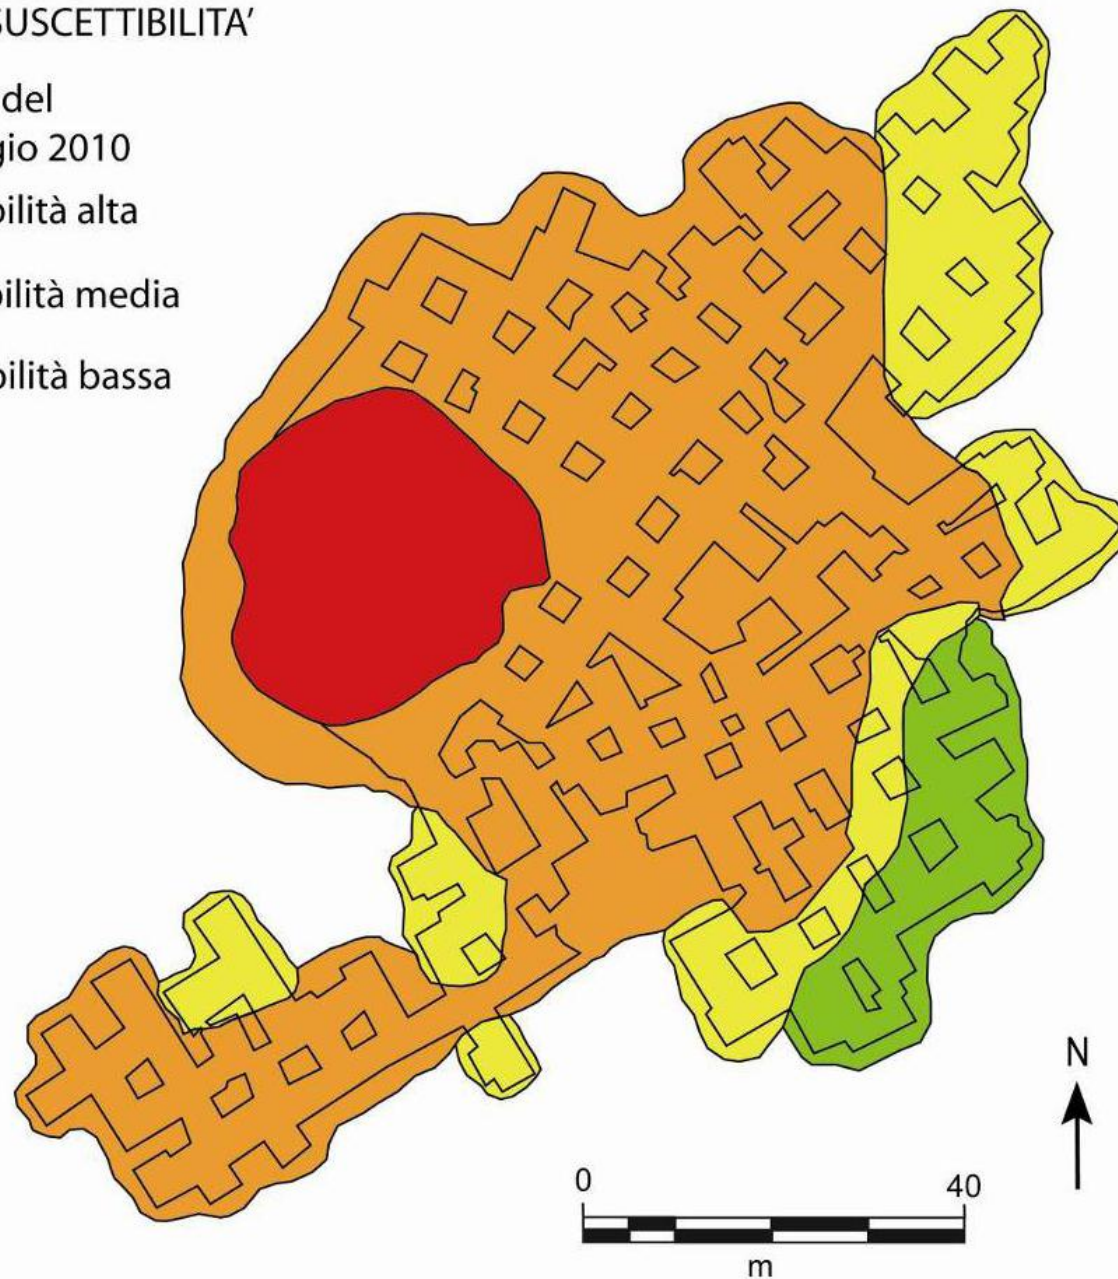 SUSCETTIBILITA’
del
gio 2010
bilità alta
bilità media
bilità bassa
N
0 40
m